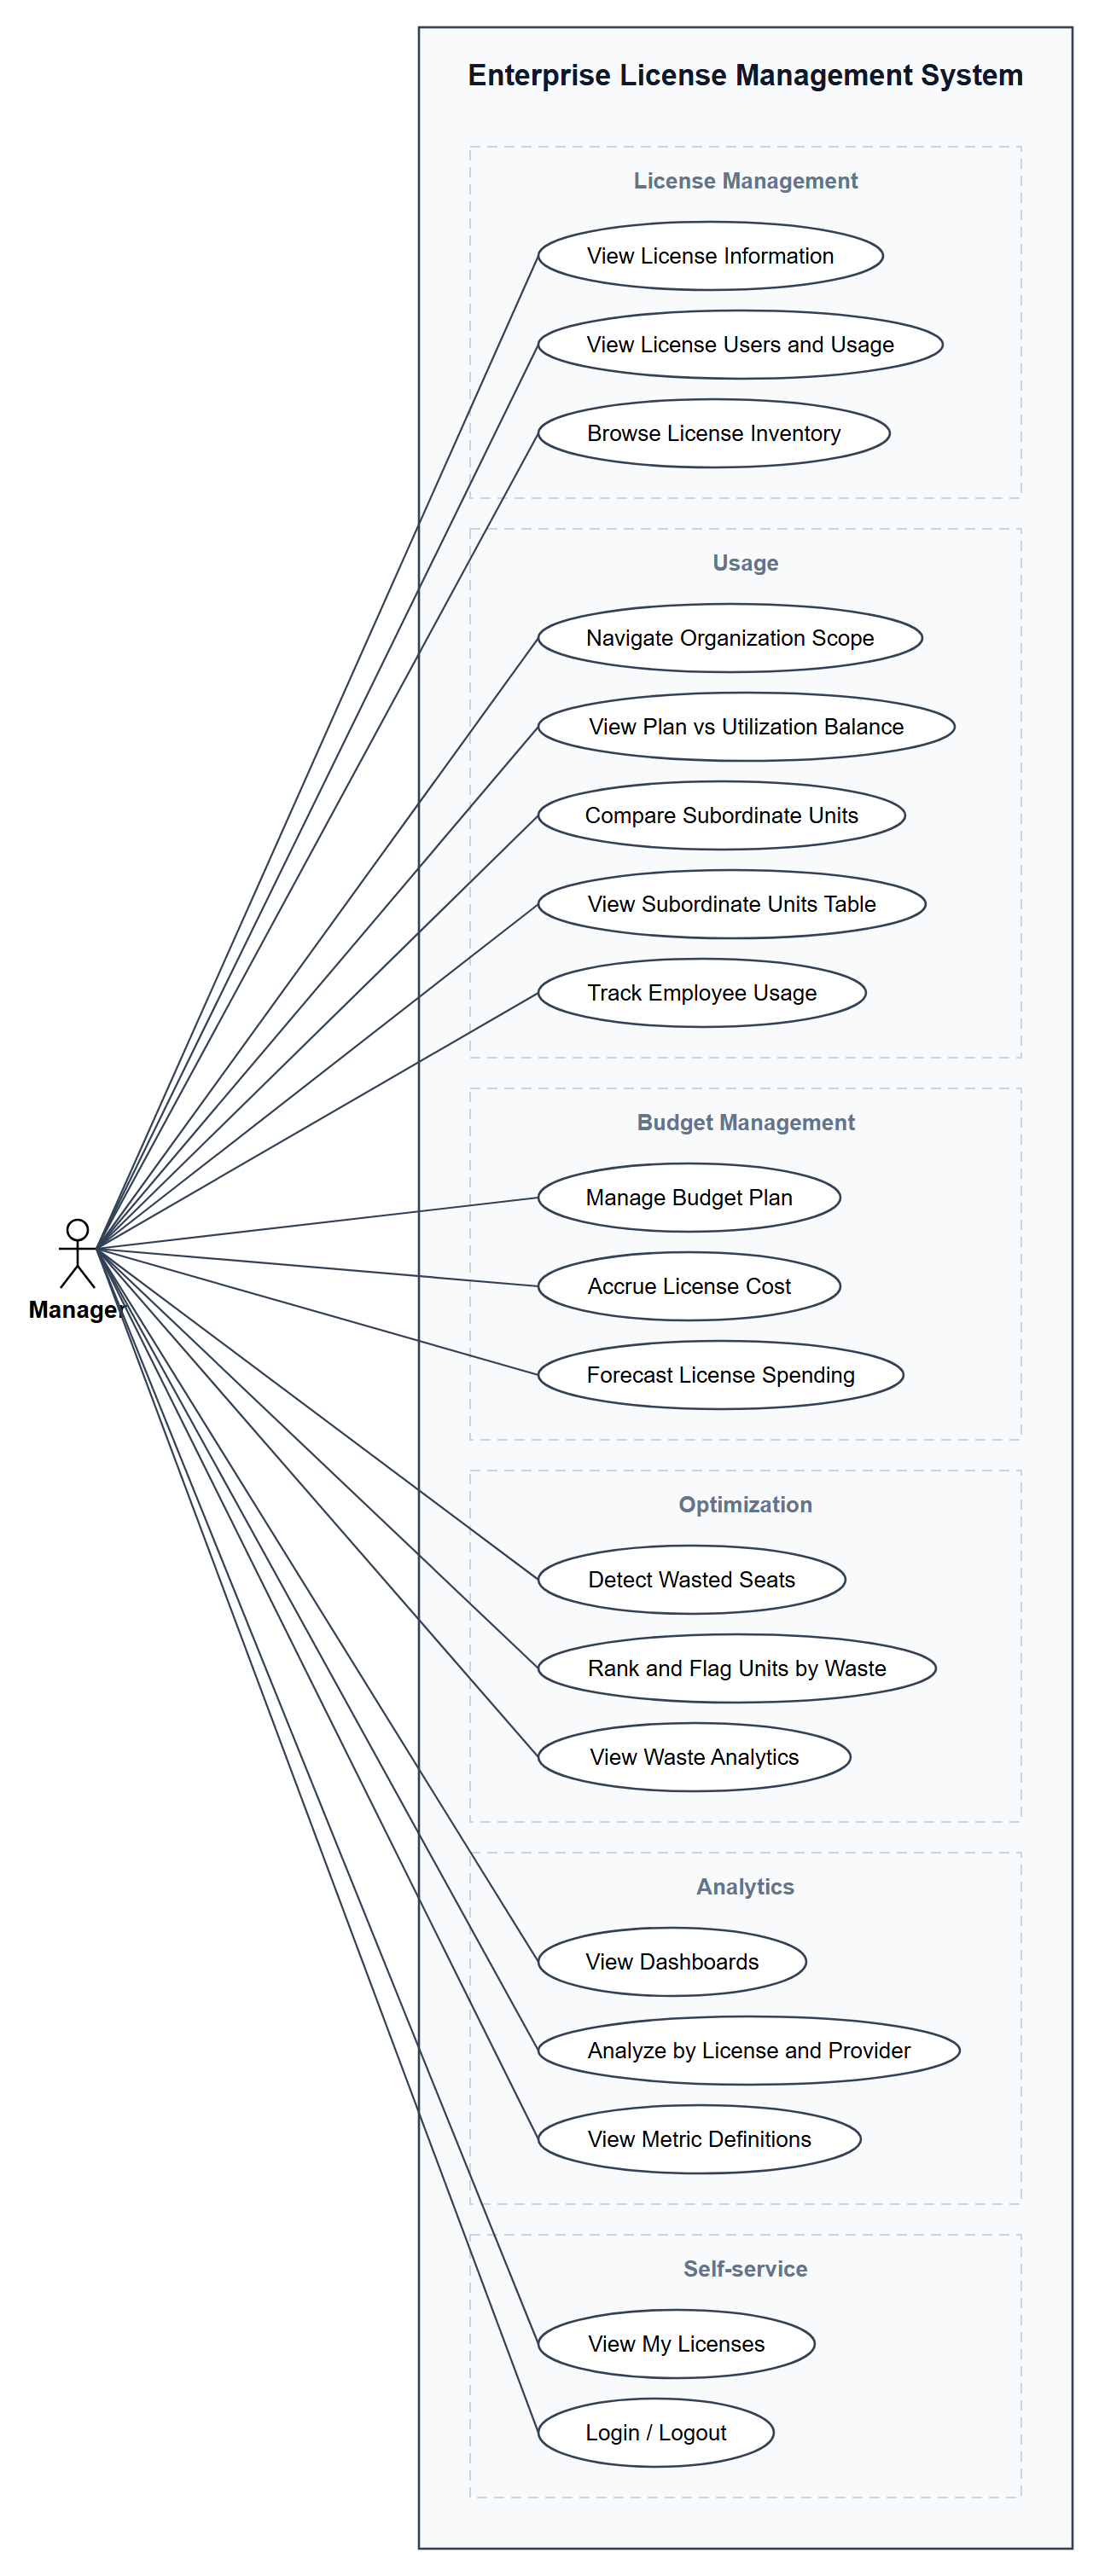 Enterprise License Management System
License Management
View License Information
View License Users and Usage
Browse License Inventory
Usage
Navigate Organization Scope
View Plan vs Utilization Balance
Compare Subordinate Units
View Subordinate Units Table
Track Employee Usage
Budget Management
Manage Budget Plan
Accrue License Cost
Manager
Forecast License Spending
Optimization
Detect Wasted Seats
Rank and Flag Units by Waste
View Waste Analytics
Analytics
View Dashboards
Analyze by License and Provider
View Metric Definitions
Self-service
View My Licenses
Login / Logout